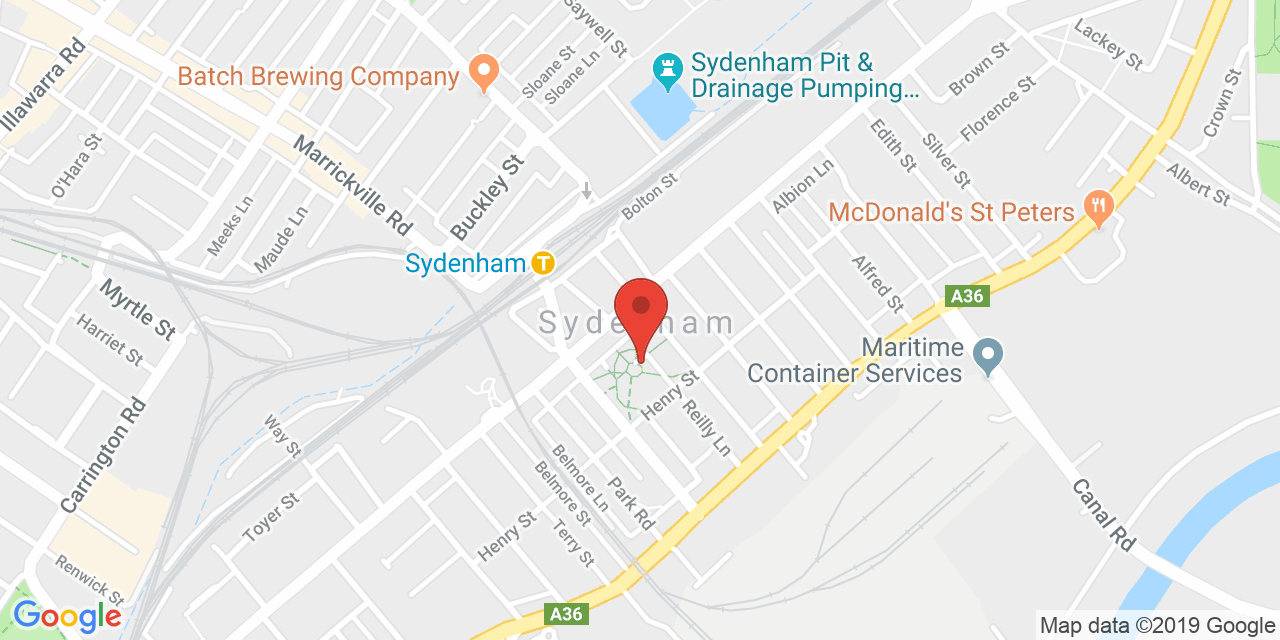 Saywell St
Sloane St
Sloane Ln
Batch Brewing Company
Sydenham Pit &
Drainage Pumping...
Lackey St
Brown St
Florence St
Crown St
Illawarra Rd
O'Hara St
Marrickville Rd
Buckley St
Bolton St
Edith St
Silver St
Albion Ln
Albert St
McDonald's St Peters
Meeks Ln
Maude Ln
Sydenham
T
Alfred St
A36
Myrtle St
Harriet St
Sydenham
Maritime
Container Services
Henry St
Reilly Ln
Carrington Rd
Way St
Belmore Ln
Belmore St
Park Rd
Toyer St
Henry St
Terry St
Canal Rd
Renwick St
A36
Google
Map data ©2019 Google